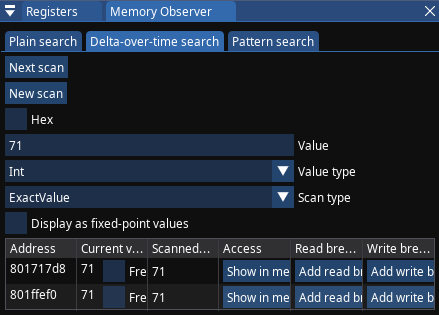 Registers Memory Observer
Plain search Delta-over-time search Pattern search
Next scan
New scan
Hex
71 Value
Int Value type
ExactValue Scan type
Display as fixed-point values
Address Current v... Scanned... Access Read bre... Write bre...
801717d8 71 Fre 71 Show in me Add read b Add write b
801ffef0 71 Fre 71 Show in me Add read b Add write b